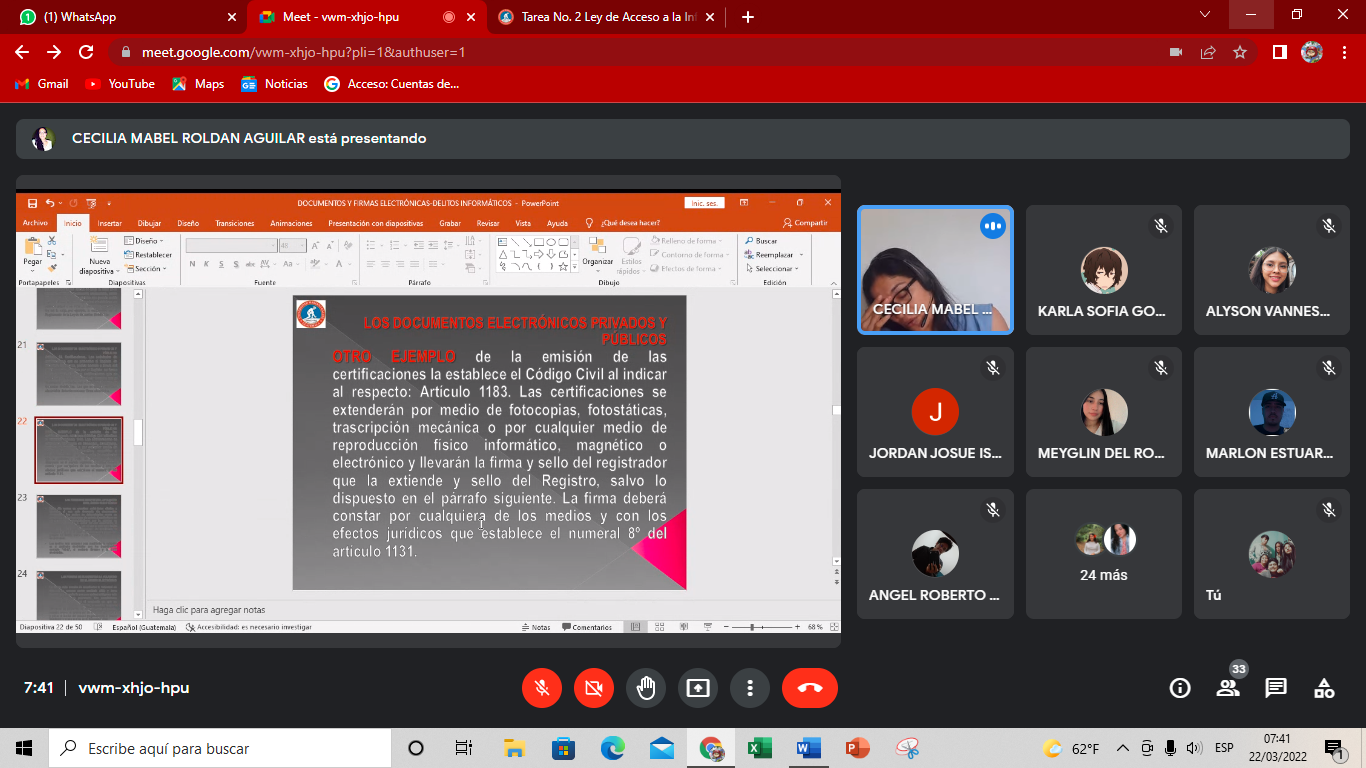 (1) WhatsApp
Meet - vwm-xhjo-hpu
Tarea No. 2 Ley de Acceso a la In
meet.google.com/vwm-xhjo-hpu?pli=1&authuser=1
Gmail
YouTube
Maps
Noticias
Acceso: Cuentas de...
CECILIA MABEL ROLDAN AGUILAR está presentando
DOCUMENTOS Y FIRMAS ELECTRÓNICAS-DELITOS INFORMÁTICOS - PowerPoint
Inic. ses.
Archivo Inicio Insertar Dibujar Diseño Transiciones Animaciones Presentación con diapositivas Grabar Revisar Vista Ayuda ¿Qué desea hacer? Compartir
Pegar
Nueva diapositiva
Diseño
Restablecer
Sección
Organizar
Estilos rápidos
Relleno de forma
Contorno de forma
Efectos de forma
Buscar
Reemplazar
Seleccionar
Portapapeles Diapositivas Fuente Párrafo Dibujo Edición
21
22
23
24
LOS DOCUMENTOS ELECTRÓNICOS PRIVADOS Y
PÚBLICOS
OTRO EJEMPLO de la emisión de las
certificaciones la establece el Código Civil al indicar
al respecto: Artículo 1183. Las certificaciones se
extenderán por medio de fotocopias, fotostáticas,
trascripción mecánica o por cualquier medio de
reproducción físico informático, magnético o
electrónico y llevarán la firma y sello del registrador
que la extiende y sello del Registro, salvo lo
dispuesto en el párrafo siguiente. La firma deberá
constar por cualquiera de los medios y con los
efectos jurídicos que establece el numeral 8º del
articulo 1131.
Haga clic para agregar notas
Diapositiva 22 de 50 Español (Guatemala) Accesibilidad: es necesario investigar Notas Comentarios 68 %
CECILIA MABEL ...
KARLA SOFIA GO...
ALYSON VANNES...
J
JORDAN JOSUE IS...
MEYGLIN DEL RO...
MARLON ESTUAR...
ANGEL ROBERTO ...
24 más
Tú
7:41 | vwm-xhjo-hpu
33
Escribe aquí para buscar
62°F
ESP
07:41
22/03/2022
1